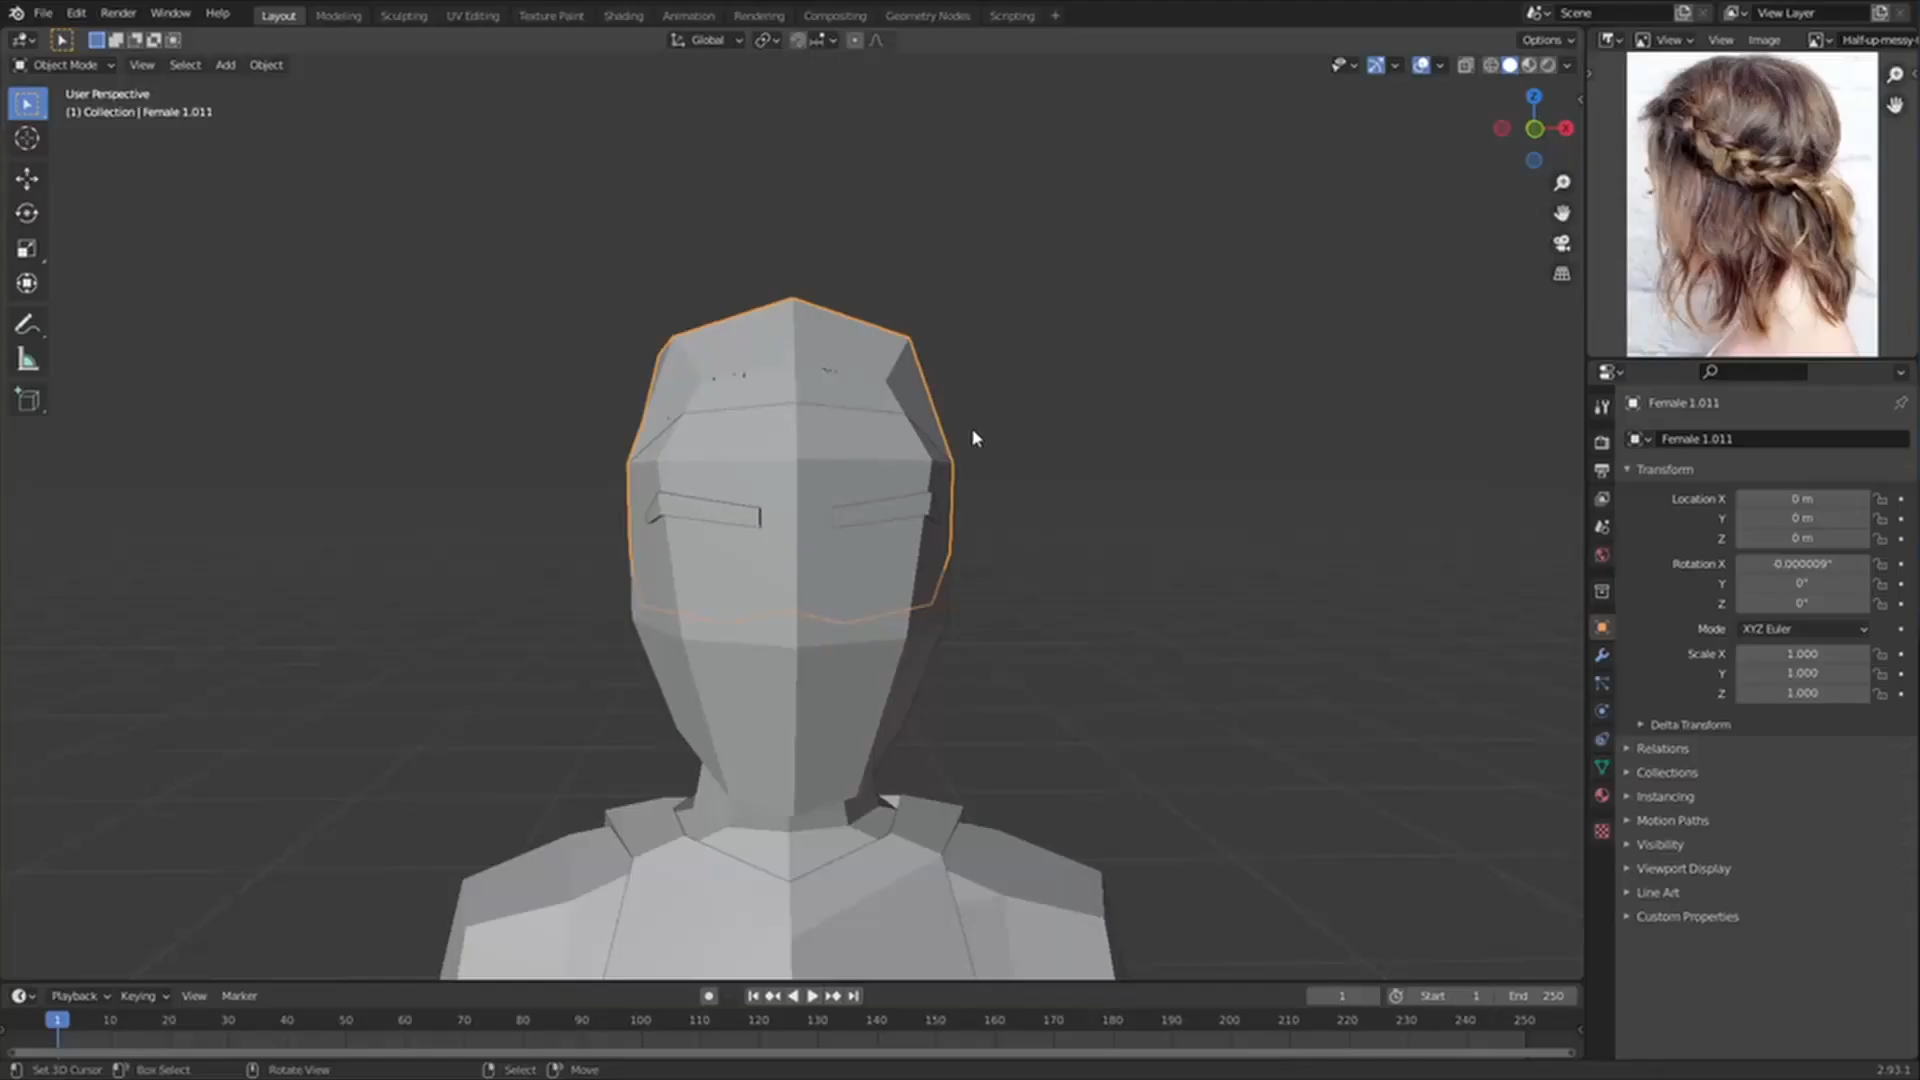 File Edit Render Window Help Layout Modeling Sculpting UV Editing Texture Paint Shading Animation Rendering Compositing Geometry Nodes Scripting + Scene View Layer
Global Options View View Image Half-up-messy-
Object Mode View Select Add Object
User Perspective
(1) Collection | Female 1.011
Z
X
Female 1.011
Female 1.011
Transform
Location X 0 m
Y 0 m
Z 0 m
Rotation X -0.000009°
Y 0°
Z 0°
Mode XYZ Euler
Scale X 1.000
Y 1.000
Z 1.000
Delta Transform
Relations
Collections
Instancing
Motion Paths
Visibility
Viewport Display
Line Art
Custom Properties
Playback Keying View Marker 1 Start 1 End 250
1 10 20 30 40 50 60 70 80 90 100 110 120 130 140 150 160 170 180 190 200 210 220 230 240 250
Set 3D Cursor Box Select Rotate View Select Move 2.93.1